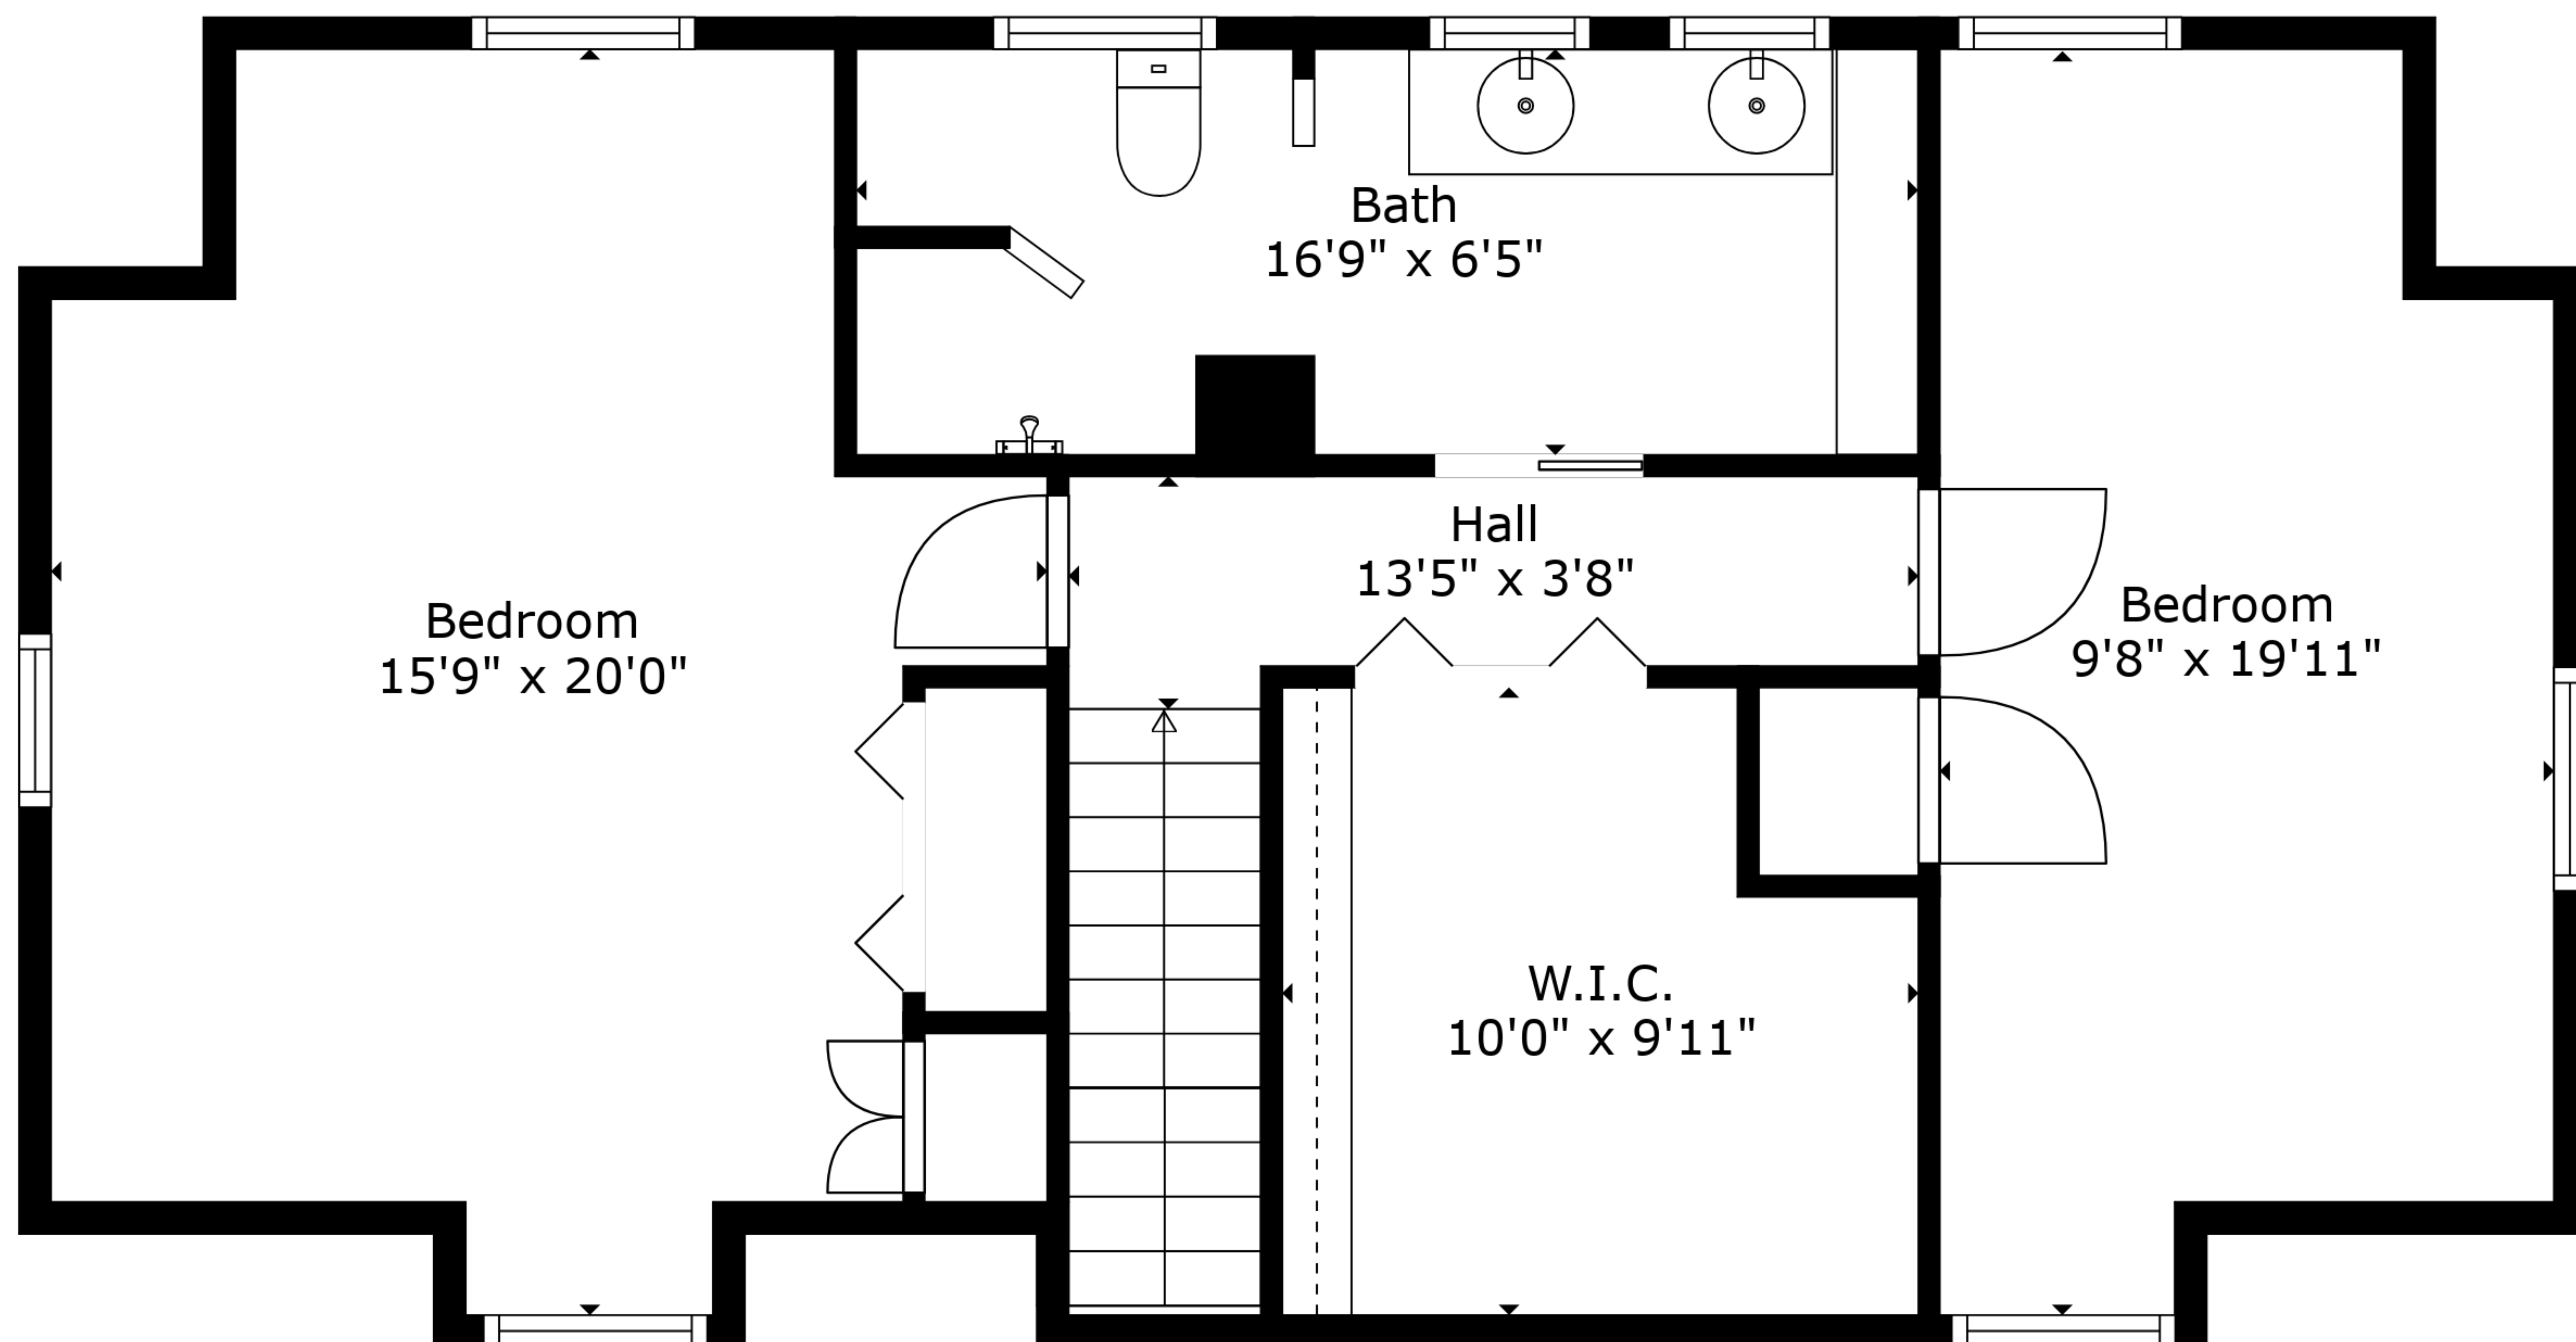 Bath
16'9" x 6'5"
Hall
13'5" x 3'8"
Bedroom
15'9" x 20'0"
Bedroom
9'8" x 19'11"
W.I.C.
10'0" x 9'11"